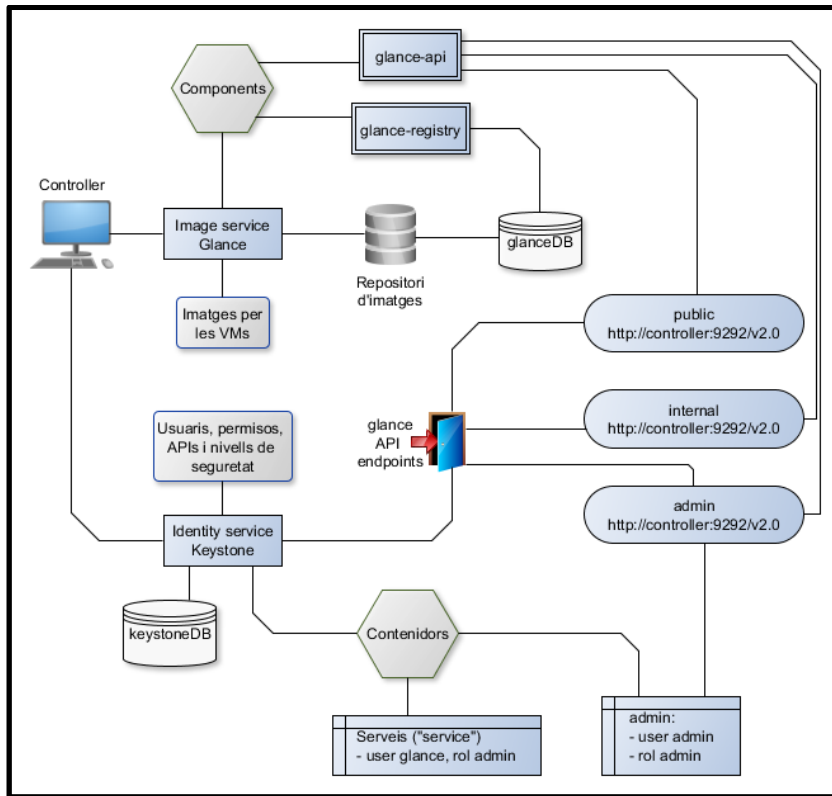 glance-api
Components
glance-registry
Controller
Image service
Glance
glanceDB
Repositori
d'imatges
Imatges per
les VMs
public
http://controller:9292/v2.0
internal
http://controller:9292/v2.0
glance
API
endpoints
Usuaris, permisos,
APIs i nivells de
seguretat
admin
http://controller:9292/v2.0
Identity service
Keystone
keystoneDB
Contenidors
Serveis ("service")
- user glance, rol admin
admin:
- user admin
- rol admin